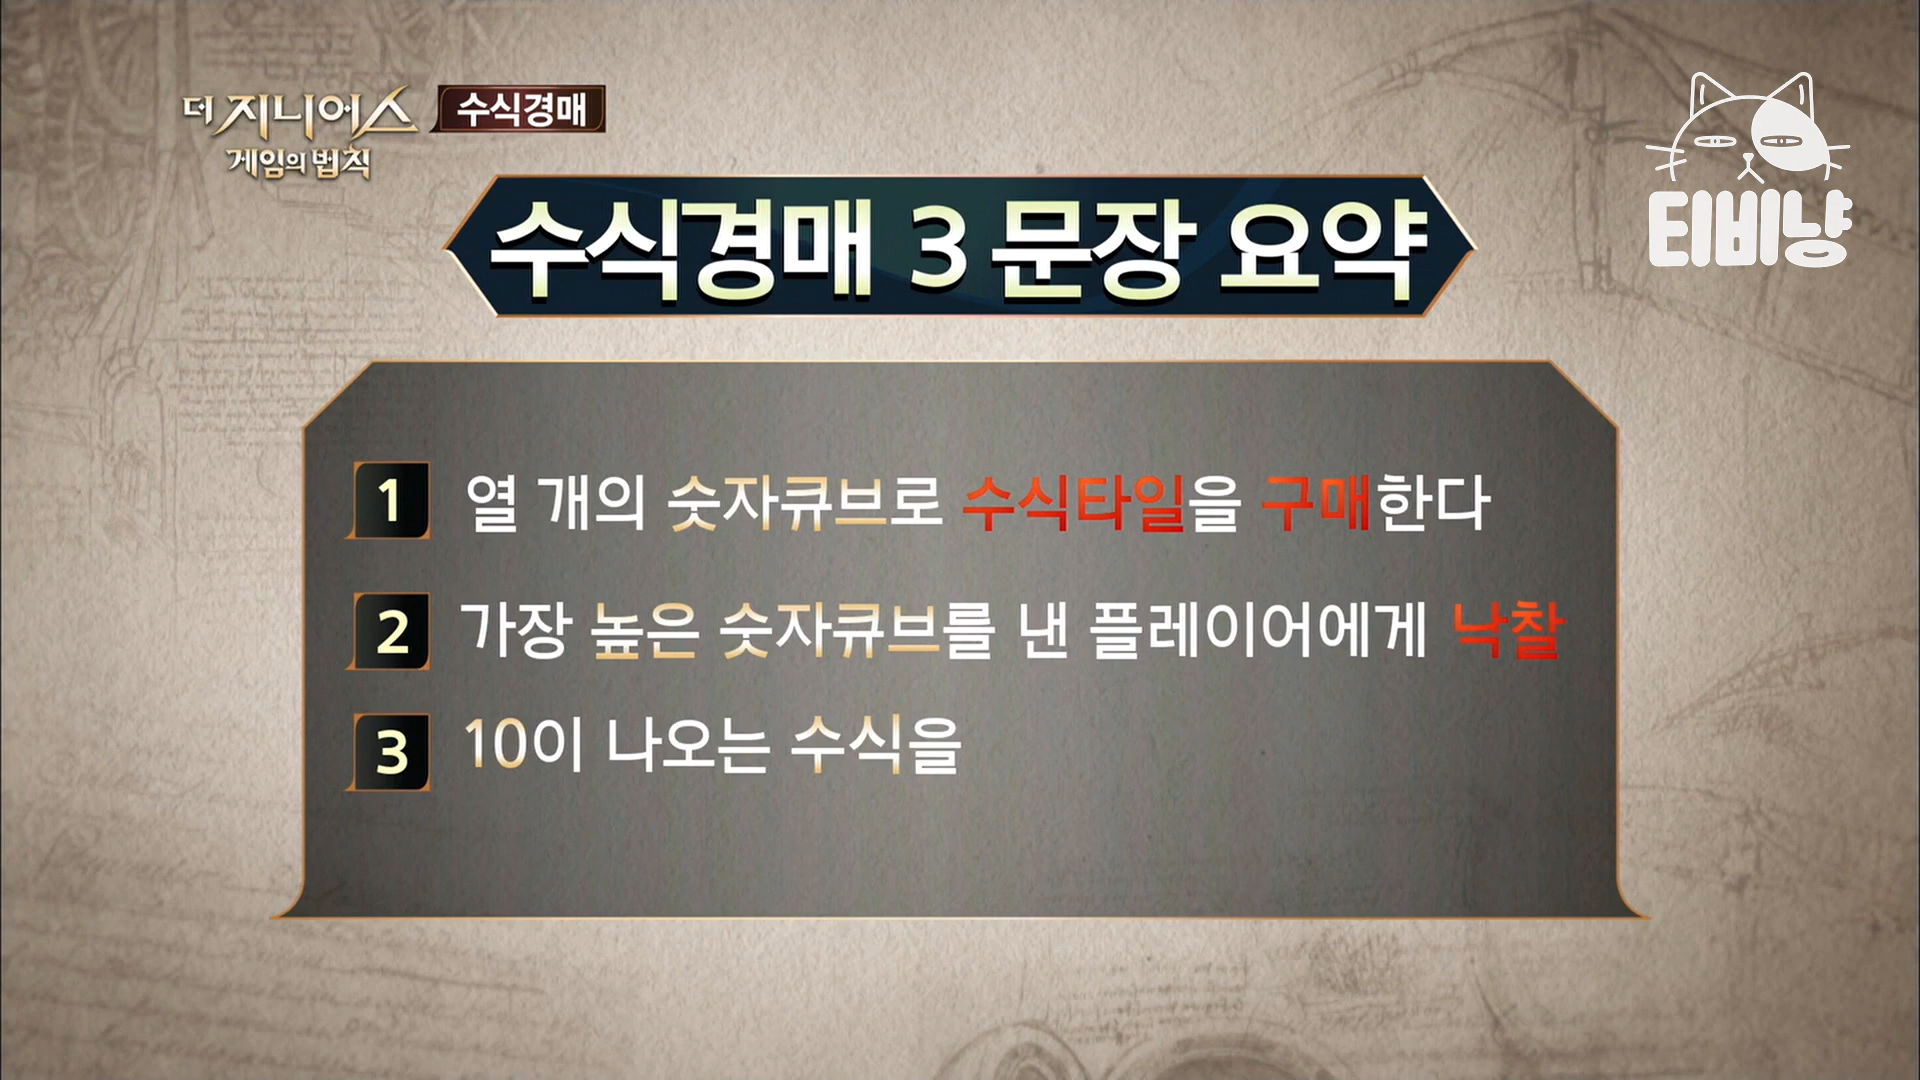 더 지니어스
게임의 법칙
수식경매
티비냥
수식경매 3 문장 요약
1 열 개의 숫자큐브로 수식타일을 구매한다
2 가장 높은 숫자큐브를 낸 플레이어에게 낙찰
3 10이 나오는 수식을